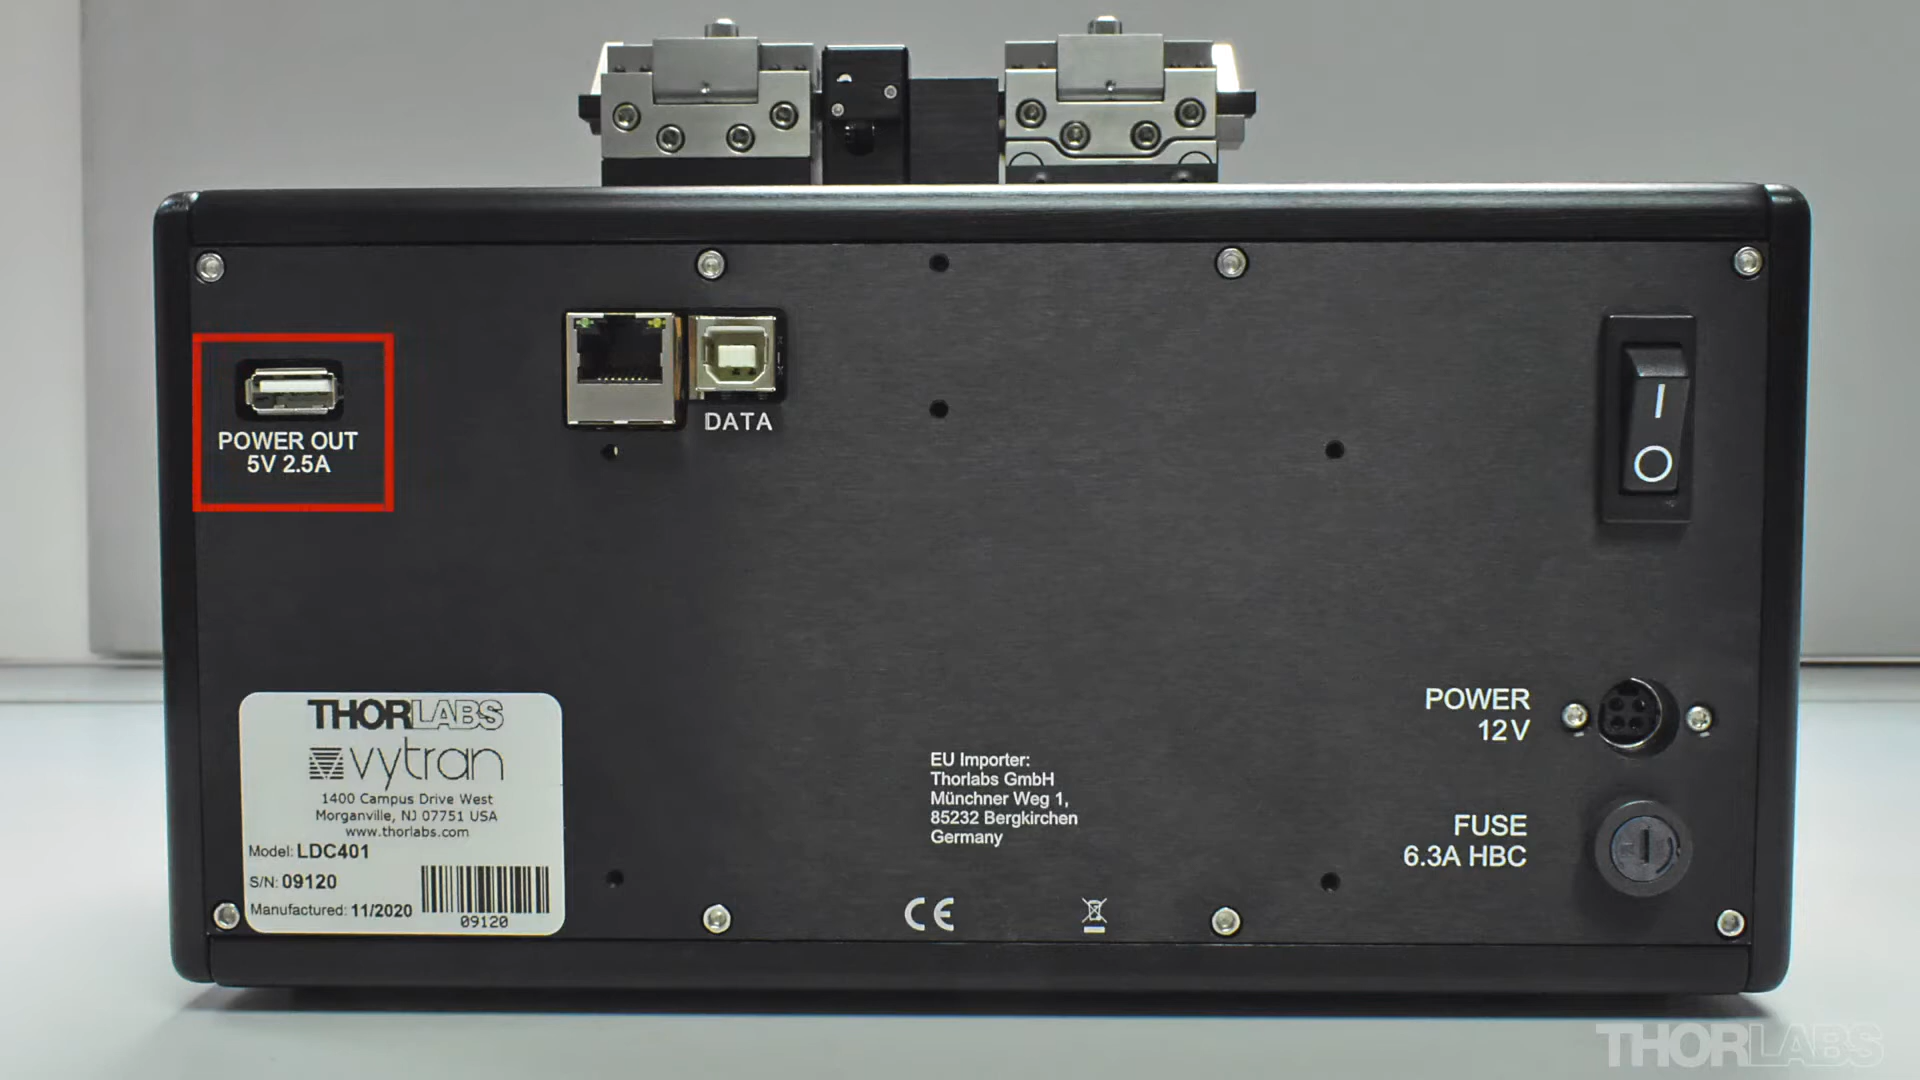 POWER OUT
5V 2.5A
DATA
I
O
POWER
12V
FUSE
6.3A HBC
THORLABS
vytran
1400 Campus Drive West
Morganville, NJ 07751 USA
www.thorlabs.com
Model: LDC401
S/N: 09120
Manufactured: 11/2020
09120
EU Importer:
Thorlabs GmbH
Münchner Weg 1,
85232 Bergkirchen
Germany
CE
THORLABS